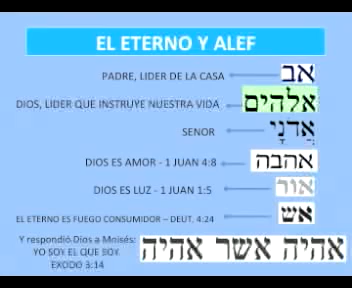 EL ETERNO Y ALEF
PADRE, LIDER DE LA CASA אב
DIOS, LIDER QUE INSTRUYE NUESTRA VIDA אלהים
SENOR אֲדֹנָי
DIOS ES AMOR - 1 JUAN 4:8 אהבה
DIOS ES LUZ - 1 JUAN 1:5 אור
EL ETERNO ES FUEGO CONSUMIDOR – DEUT. 4:24 אש
Y respondió Dios a Moisés:
YO SOY EL QUE SOY.
EXODO 3:14
אהיה אשר אהיה